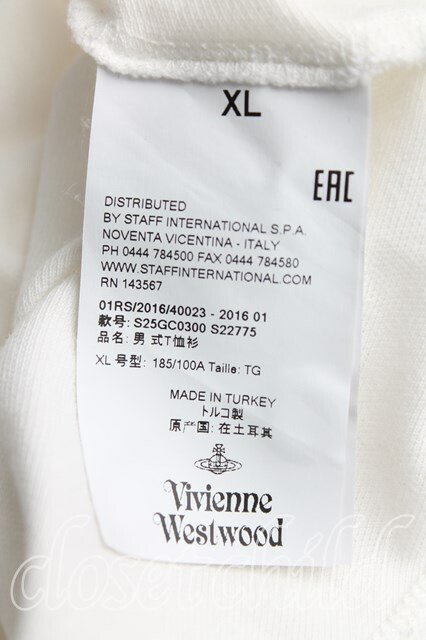 XL
EAC
DISTRIBUTED
BY STAFF INTERNATIONAL S.P.A.
NOVENTA VICENTINA - ITALY
PH 0444 784500 FAX 0444 784580
WWW.STAFFINTERNATIONAL.COM
RN 143567
01RS/2016/40023 - 2016 01
款号: S25GC0300 S22775
品名: 男 式T恤衫
XL 号型: 185/100A Taille: TG
MADE IN TURKEY
トルコ製
原产国: 在土耳其
Vivienne
Westwood
closet child